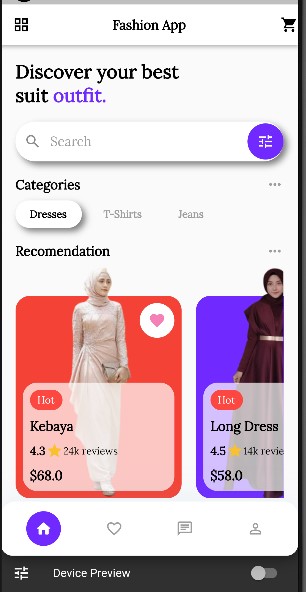 Fashion App
Discover your best
suit outfit.
Search
Categories
Dresses T-Shirts Jeans
Recomendation
Hot
Kebaya
4.3 ⭐ 24k reviews
$68.0
Hot
Long Dress
4.5 ⭐ 14k revie
$58.0
Device Preview